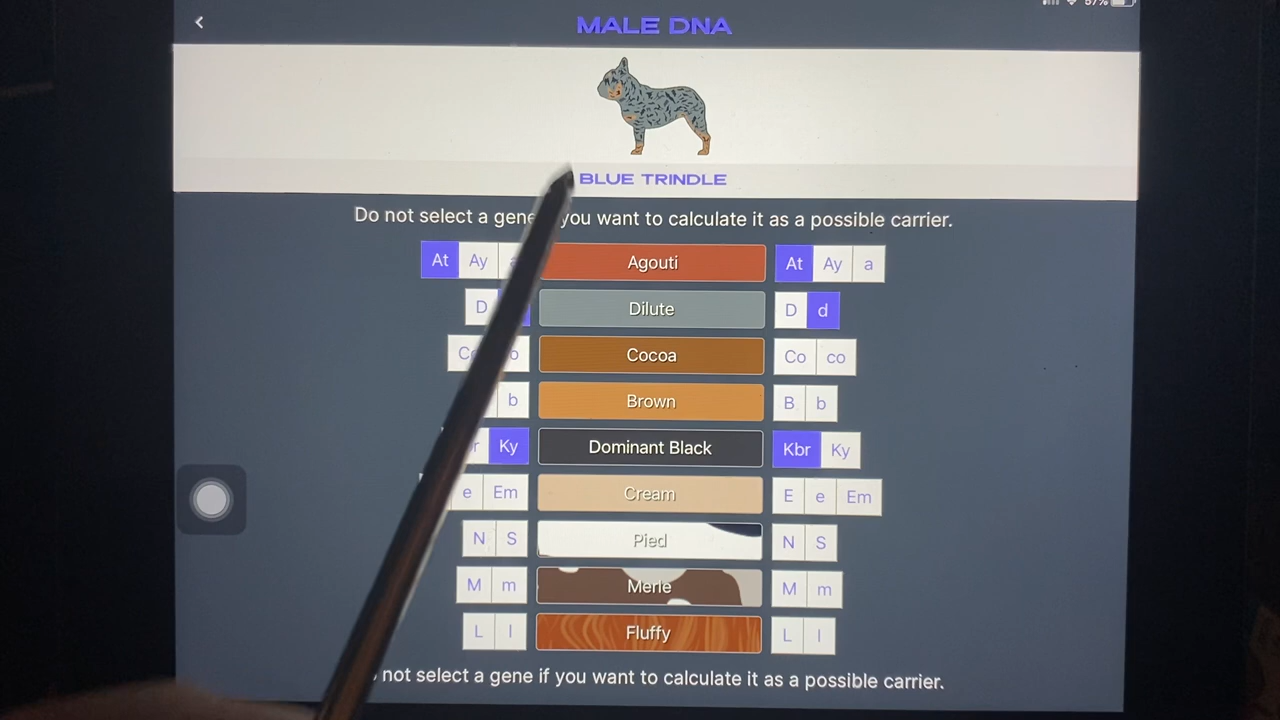 57%
MALE DNA
BLUE TRINDLE
Do not select a gene you want to calculate it as a possible carrier.
At Ay Agouti At Ay a
D Dilute D d
Cocoa Co co
b Brown B b
Ky Dominant Black Kbr Ky
e Em Cream E e Em
N S Pied N S
M m Merle M m
L l Fluffy L l
not select a gene if you want to calculate it as a possible carrier.